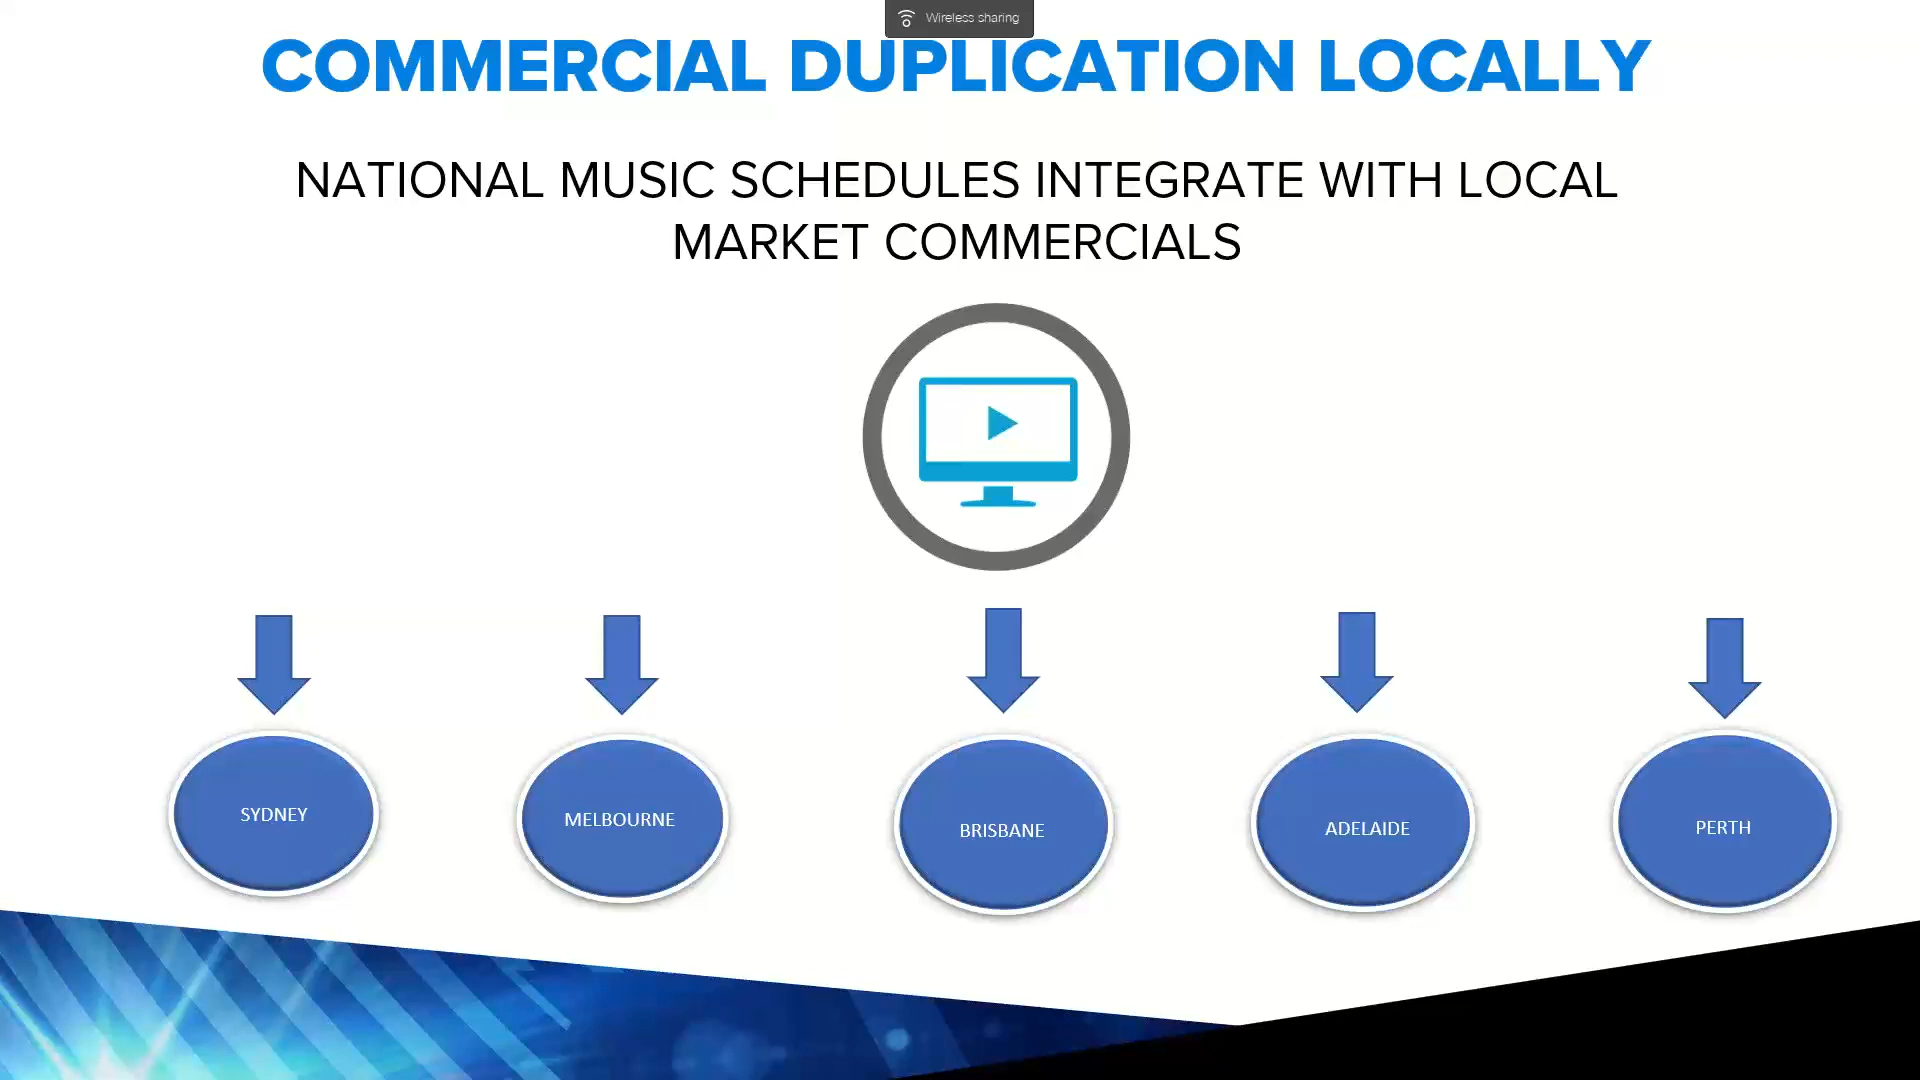 Wireless sharing
COMMERCIAL DUPLICATION LOCALLY
NATIONAL MUSIC SCHEDULES INTEGRATE WITH LOCAL
MARKET COMMERCIALS
SYDNEY
MELBOURNE
BRISBANE
ADELAIDE
PERTH